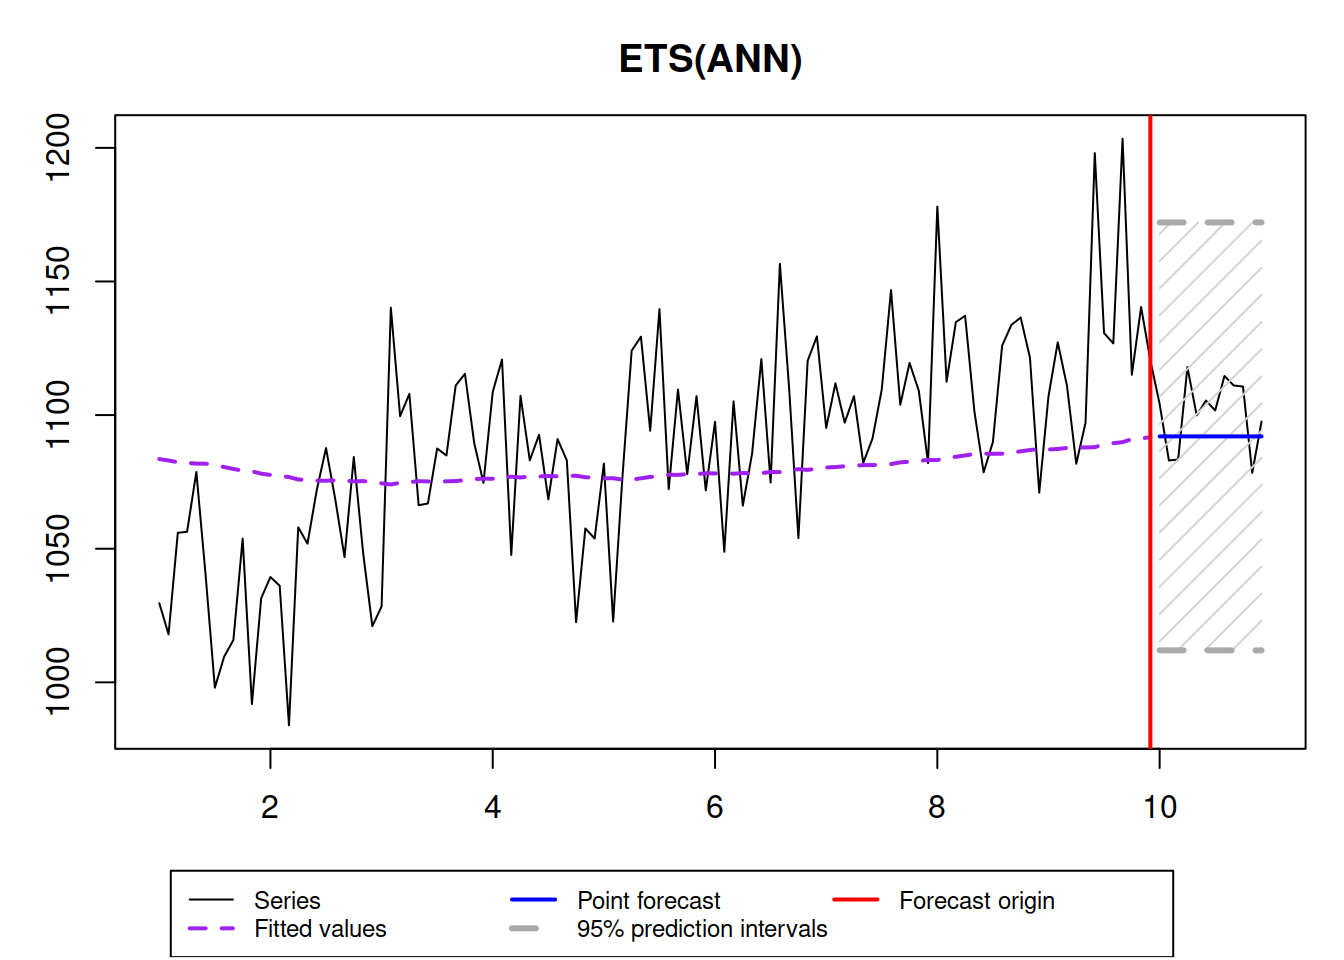 ETS(ANN)
1200
1150
1100
1050
1000
2 4 6 8 10
Series Point forecast Forecast origin
Fitted values 95% prediction intervals